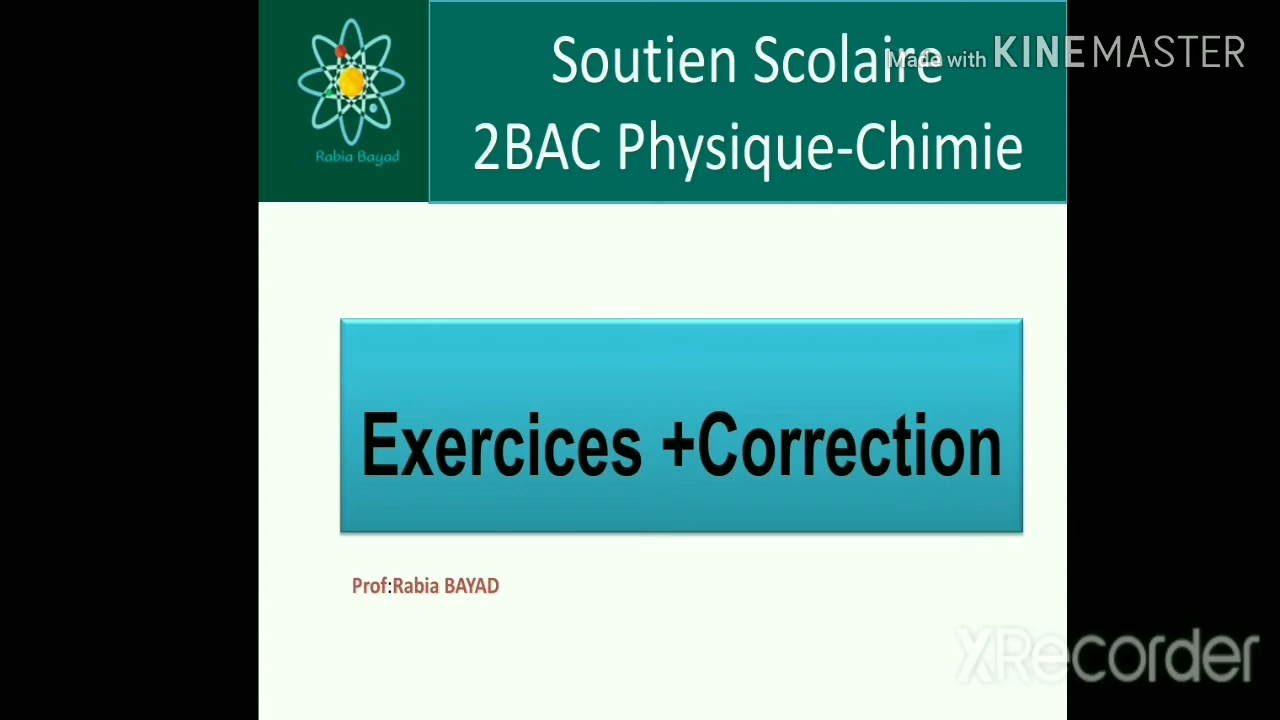 Soutien Scolaire
Made with KINEMASTER
2BAC Physique-Chimie
Rabia Bayad
Exercices +Correction
Prof:Rabia BAYAD
XRecorder